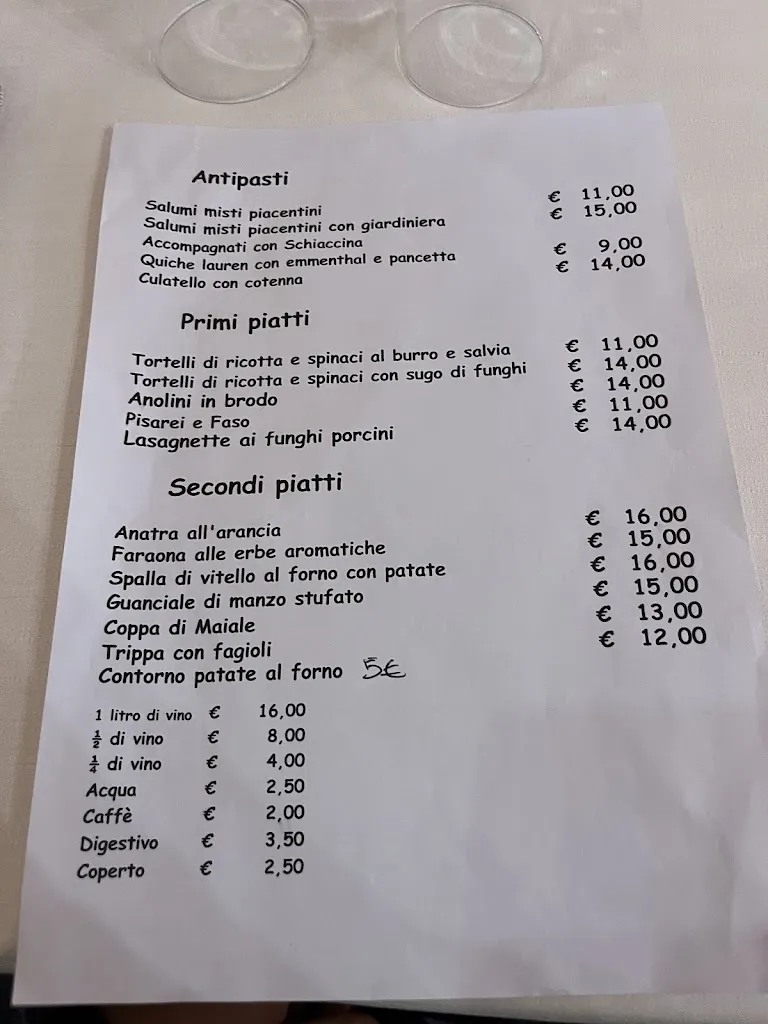 Antipasti
Salumi misti piacentini € 11,00
Salumi misti piacentini con giardiniera € 15,00
Accompagnati con Schiaccina
Quiche lauren con emmenthal e pancetta € 9,00
Culatello con cotenna € 14,00
Primi piatti
Tortelli di ricotta e spinaci al burro e salvia € 11,00
Tortelli di ricotta e spinaci con sugo di funghi € 14,00
Anolini in brodo € 14,00
Pisarei e Faso € 11,00
Lasagnette ai funghi porcini € 14,00
Secondi piatti
Anatra all'arancia € 16,00
Faraona alle erbe aromatiche € 15,00
Spalla di vitello al forno con patate € 16,00
Guanciale di manzo stufato € 15,00
Coppa di Maiale € 13,00
Trippa con fagioli € 12,00
Contorno patate al forno 5€
1 litro di vino € 16,00
½ di vino € 8,00
¼ di vino € 4,00
Acqua € 2,50
Caffè € 2,00
Digestivo € 3,50
Coperto € 2,50